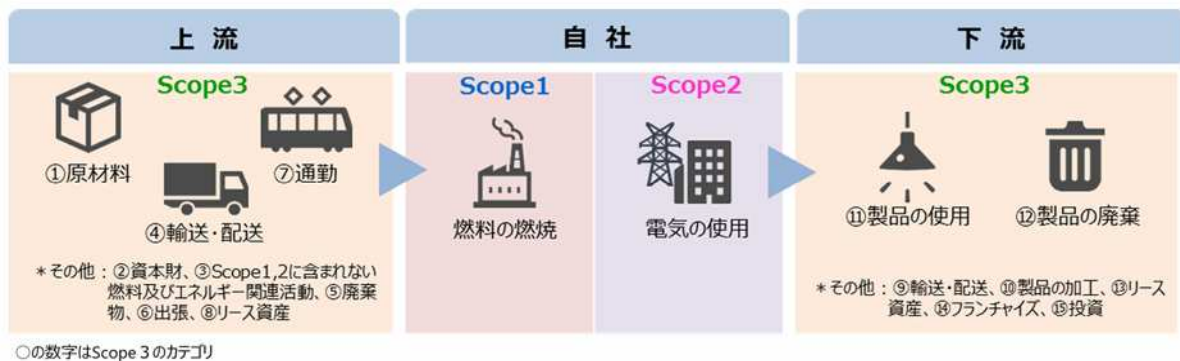 上流
自社
下流
Scope3
①原材料
⑦通勤
④輸送・配送
＊その他：②資本財、③Scope1,2に含まれない
燃料及びエネルギー関連活動、⑤廃棄
物、⑥出張、⑧リース資産
Scope1
燃料の燃焼
Scope2
電気の使用
Scope3
⑪製品の使用
⑫製品の廃棄
＊その他：⑨輸送・配送、⑩製品の加工、⑬リース
資産、⑭フランチャイズ、⑮投資
○の数字はScope 3のカテゴリ